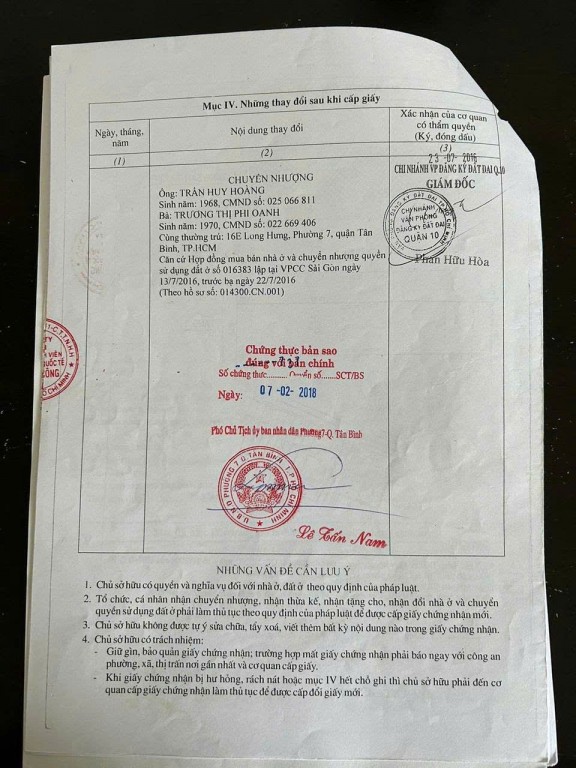 Mục IV. Những thay đổi sau khi cấp giấy
Ngày, tháng, năm
Nội dung thay đổi
Xác nhận của cơ quan
có thẩm quyền
(Ký, đóng dấu)
(1)
(2)
(3)
CHUYỂN NHƯỢNG
Ông: TRẦN HUY HOÀNG
Sinh năm: 1968, CMND số: 025 066 811
Bà: TRƯƠNG THỊ PHI OANH
Sinh năm: 1970, CMND số: 022 669 406
Cùng thường trú: 16E Long Hưng, Phường 7, quận Tân
Bình, TP.HCM
Căn cứ Hợp đồng mua bán nhà ở và chuyển nhượng quyền
sử dụng đất ở số 016383 lập tại VPCC Sài Gòn ngày
13/7/2016, trước bạ ngày 22/7/2016
(Theo hồ sơ số: 014300.CN.001)
23 -07- 2016
CHI NHÁNH VP ĐĂNG KÝ ĐẤT ĐAI Q.10
GIÁM ĐỐC
CHI NHÁNH
VĂN PHÒNG
ĐĂNG KÝ ĐẤT ĐAI
QUẬN 10
Phan Hữu Hòa
Chứng thực bản sao
đúng với bản chính
Số chứng thực.......... Quyển số.......SCT/BS
Ngày: 07 -02- 2018
Phó Chủ Tịch ủy ban nhân dân Phường7-Q. Tân Bình
U.B.N.D PHƯỜNG 7 Q TÂN BÌNH T.P HỒ CHÍ MINH
Lê Tấn Nam
NHỮNG VẤN ĐỀ CẦN LƯU Ý
1. Chủ sở hữu có quyền và nghĩa vụ đối với nhà ở, đất ở theo quy định của pháp luật.
2. Tổ chức, cá nhân nhận chuyển nhượng, nhận thừa kế, nhận tặng cho, nhận đổi nhà ở và chuyển
quyền sử dụng đất ở phải làm thủ tục theo quy định của pháp luật để được cấp giấy chứng nhận mới.
3. Chủ sở hữu không được tự ý sửa chữa, tẩy xoá, viết thêm bất kỳ nội dung nào trong giấy chứng nhận.
4. Chủ sở hữu có trách nhiệm:
- Giữ gìn, bảo quản giấy chứng nhận; trường hợp mất giấy chứng nhận phải báo ngay với công an
phường, xã, thị trấn nơi gần nhất và cơ quan cấp giấy.
- Khi giấy chứng nhận bị hư hỏng, rách nát hoặc mục IV hết chỗ ghi thì chủ sở hữu phải đến cơ
quan cấp giấy chứng nhận làm thủ tục để được cấp đổi giấy mới.